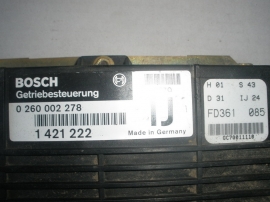 BOSCH
Getriebesteuerung
0 260 002 278
1 421 222
IJ
Made in Germany
H 01 S 43
D 31 IJ 24
FD361 085